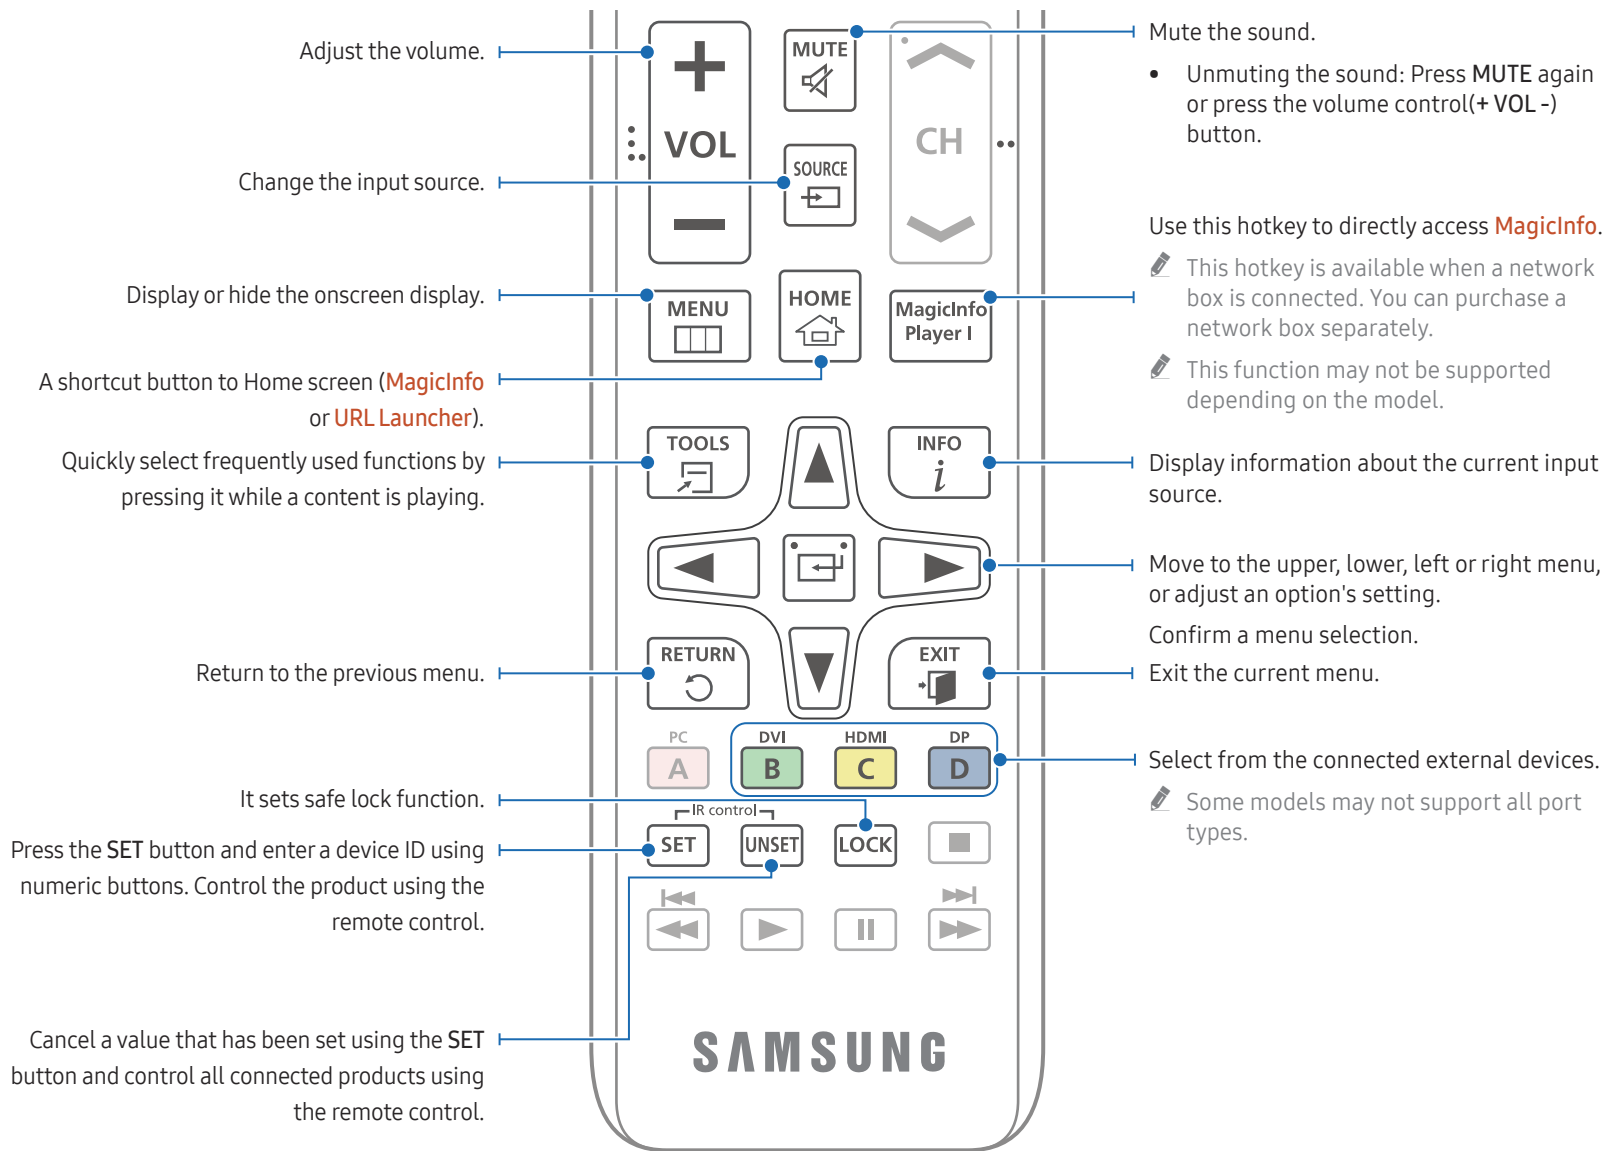 Adjust the volume.
Change the input source.
Display or hide the onscreen display.
A shortcut button to Home screen (MagicInfo
or URL Launcher).
Quickly select frequently used functions by
pressing it while a content is playing.
Return to the previous menu.
It sets safe lock function.
Press the SET button and enter a device ID using
numeric buttons. Control the product using the
remote control.
Cancel a value that has been set using the SET
button and control all connected products using
the remote control.
MUTE
VOL
CH
SOURCE
MENU
HOME
MagicInfo
Player I
TOOLS
INFO
i
RETURN
EXIT
PC
DVI
HDMI
DP
A
B
C
D
IR control
SET
UNSET
LOCK
SAMSUNG
Mute the sound.
• Unmuting the sound: Press MUTE again
or press the volume control(+ VOL -)
button.
Use this hotkey to directly access MagicInfo.
This hotkey is available when a network
box is connected. You can purchase a
network box separately.
This function may not be supported
depending on the model.
Display information about the current input
source.
Move to the upper, lower, left or right menu,
or adjust an option's setting.
Confirm a menu selection.
Exit the current menu.
Select from the connected external devices.
Some models may not support all port
types.